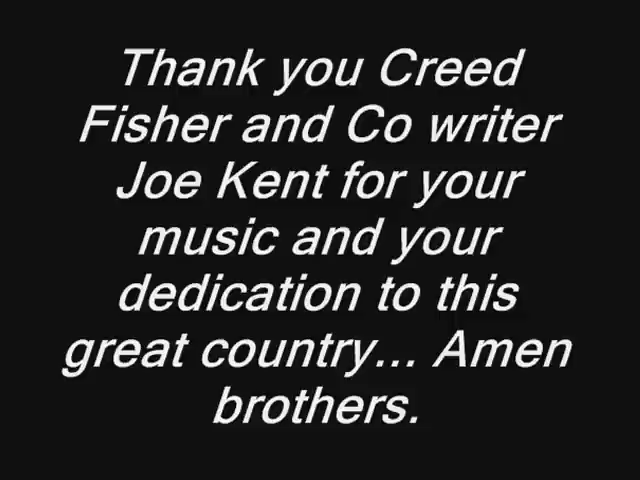 Thank you Creed
Fisher and Co writer
Joe Kent for your
music and your
dedication to this
great country... Amen
brothers.